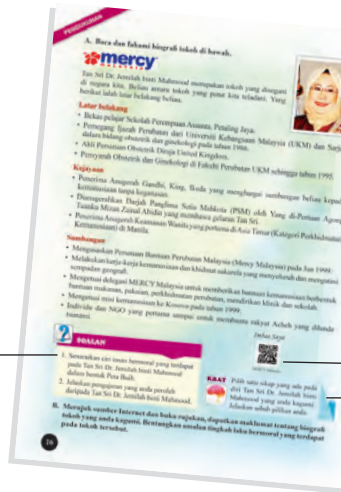 PENGUKUHAN
A. Baca dan fahami biografi tokoh di bawah.
mercy
MALAYSIA
Tan Sri Dr. Jemilah binti Mahmood merupakan tokoh yang disegani
di negara kita. Beliau antara tokoh yang patut kita teladani. Yang
berikut ialah latar belakang beliau.
Latar belakang
• Bekas pelajar Sekolah Perempuan Assunta, Petaling Jaya.
• Pemegang Ijazah Perubatan dari Universiti Kebangsaan Malaysia (UKM) dan Sarjana
dalam bidang obstetrik dan ginekologi pada tahun 1986.
• Ahli Persatuan Obstetrik Diraja United Kingdom.
• Pensyarah Obstetrik dan Ginekologi di Fakulti Perubatan UKM sehingga tahun 1995.
Kejayaan
• Penerima Anugerah Gandhi, King, Ikeda yang menghargai sumbangan beliau kepada
kemanusiaan tanpa keganasan.
• Dianugerahkan Darjah Panglima Setia Mahkota (PSM) oleh Yang di-Pertuan Agong
Tuanku Mizan Zainal Abidin yang membawa gelaran Tan Sri.
• Penerima Anugerah Keamanan Wanita yang pertama di Asia Timur (Kategori Perkhidmatan
Kemanusiaan) di Manila.
Sumbangan
• Mengasaskan Persatuan Bantuan Perubatan Malaysia (Mercy Malaysia) pada Jun 1999.
• Melakukan kerja-kerja kemanusiaan dan khidmat sukarela yang menyeluruh dan mengatasi
sempadan geografi.
• Mengetuai delegasi MERCY Malaysia untuk memberikan bantuan kemanusiaan berbentuk
bantuan makanan, pakaian, perkhidmatan perubatan, mendirikan klinik dan sekolah.
• Mengetuai misi kemanusiaan ke Kosovo pada tahun 1999.
• Individu dan NGO yang pertama sampai untuk membantu rakyat Acheh yang dilanda
tsunami.
Imbas Saya
SOALAN
1. Senaraikan ciri insan bermoral yang terdapat
pada Tan Sri Dr. Jemilah binti Mahmood
dalam bentuk Peta Buih.
2. Jelaskan pengajaran yang anda peroleh
daripada Tan Sri Dr. Jemilah binti Mahmood.
KBAT Pilih satu sikap yang ada pada
diri Tan Sri Dr. Jemilah binti
Mahmood yang anda kagumi.
Jelaskan sebab pilihan anda.
B. Merujuk sumber Internet dan buku rujukan, dapatkan maklumat tentang biografi
tokoh yang anda kagumi. Bentangkan amalan tingkah laku bermoral yang terdapat
pada tokoh tersebut.